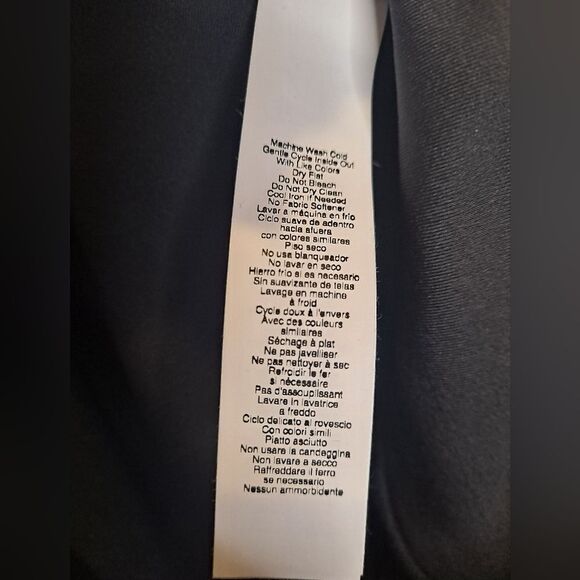 Machine Wash Cold
Gentle Cycle Inside Out
With Like Colors
Dry Flat
Do Not Bleach
Do Not Dry Clean
Cool Iron If Needed
No Fabric Softener
Lavar a máquina en frío
Ciclo suave de adentro
hacia afuera
con colores similares
Piso seco
No usa blanqueador
No lavar en seco
Hierro frío si es necesario
Sin suavizante de telas
Lavage en machine
à froid
Cycle doux à l'envers
Avec des couleurs
similaires
Séchage à plat
Ne pas javelliser
Ne pas nettoyer à sec
Refroidir le fer
si nécessaire
Pas d'assouplissant
Lavare in lavatrice
a freddo
Ciclo delicato al rovescio
Con colori simili
Piatto asciutto
Non usare la candeggina
Non lavare a secco
Raffreddare il ferro
se necessario
Nessun ammorbidente